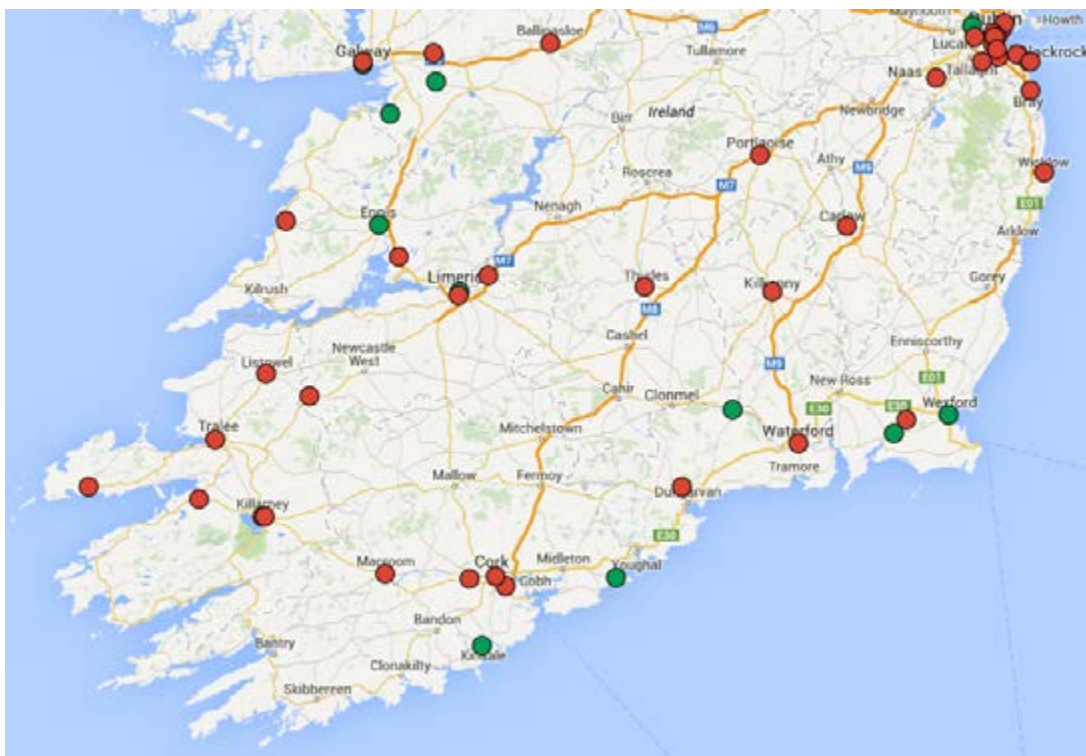 Maynooth
Dublin
Howth
Ballinasloe
M6
Galway
Tullamore
Lucan
Blackrock
Tallaght
Naas
Newbridge
Bray
Ireland
Birr
Portlaoise
Athy
M9
Wicklow
Roscrea
M7
E01
Nenagh
Ennis
Carlow
Arklow
M7
Limerick
Thurles
Kilkenny
Gorey
Kilrush
M8
Cashel
Enniscorthy
Newcastle
West
M9
Listowel
E01
Cahir
Clonmel
New Ross
E30
E30
Wexford
Tralee
Mitchelstown
Waterford
Tramore
Mallow
Fermoy
Dungarvan
Killarney
E30
Macroom
Cork
Midleton
Youghal
Cobh
Bandon
Bantry
Kinsale
Clonakilty
Skibbereen